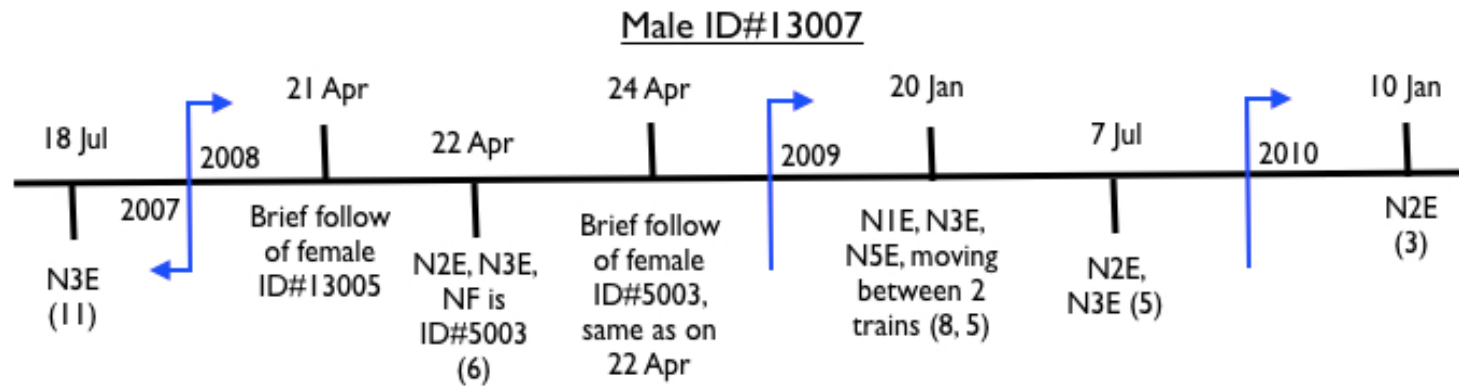 Male ID#13007
18 Jul
N3E
(11)
2007
2008
21 Apr
Brief follow
of female
ID#13005
22 Apr
N2E, N3E,
NF is
ID#5003
(6)
24 Apr
Brief follow
of female
ID#5003,
same as on
22 Apr
2009
20 Jan
N1E, N3E,
N5E, moving
between 2
trains (8, 5)
7 Jul
N2E,
N3E (5)
2010
10 Jan
N2E
(3)